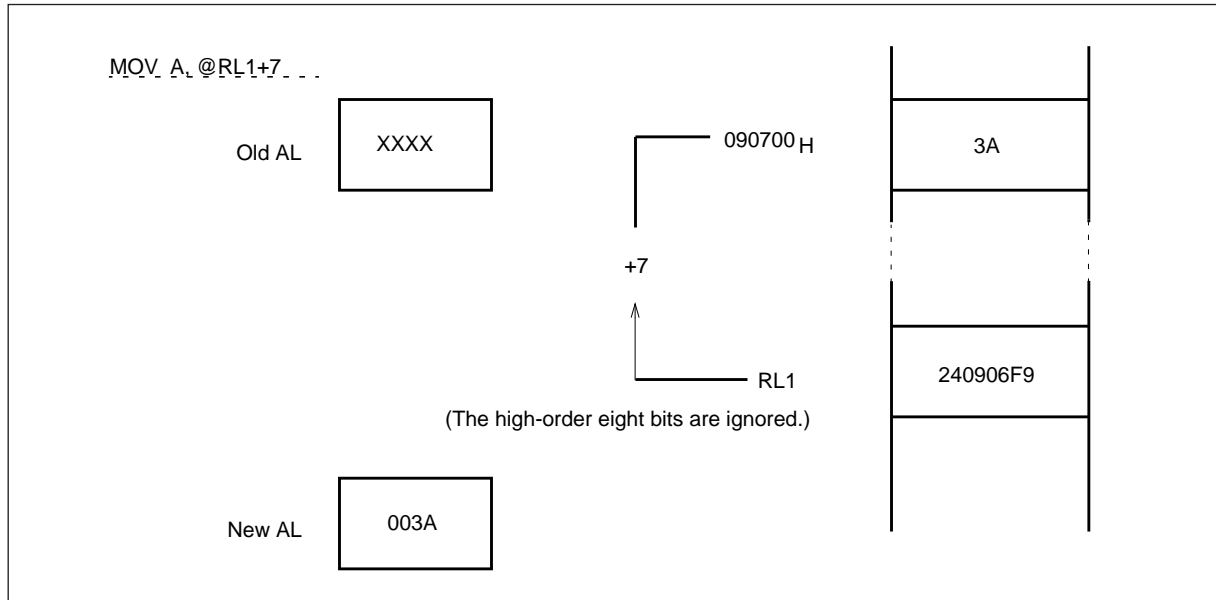 MOV A, @RL1+7
Old AL
XXXX
090700 H
3A
+7
RL1
240906F9
(The high-order eight bits are ignored.)
New AL
003A